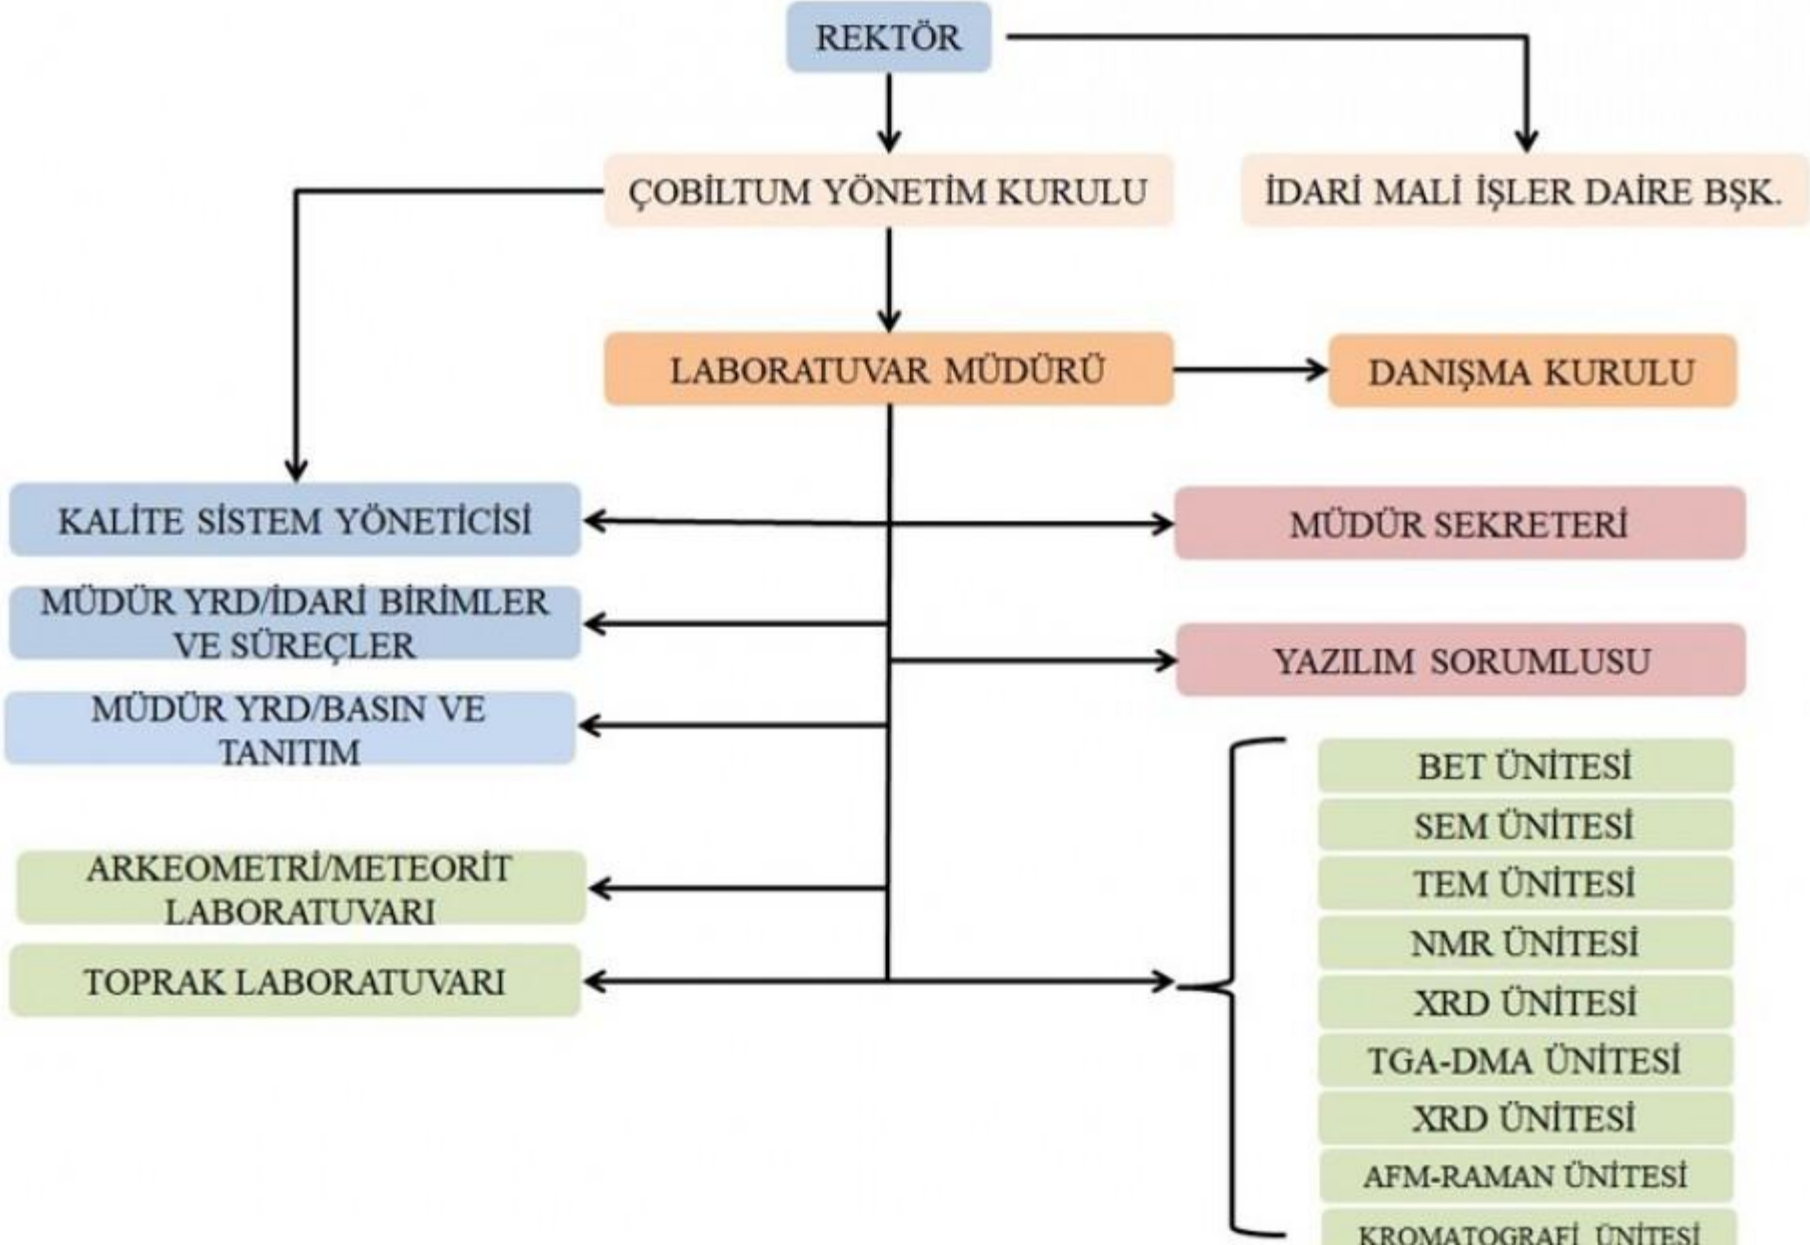 REKTÖR
ÇOBİLTUM YÖNETİM KURULU
İDARİ MALİ İŞLER DAİRE BŞK.
LABORATUVAR MÜDÜRÜ
DANIŞMA KURULU
KALİTE SİSTEM YÖNETİCİSİ
MÜDÜR SEKRETERİ
MÜDÜR YRD/İDARİ BİRİMLER
VE SÜREÇLER
YAZILIM SORUMLUSU
MÜDÜR YRD/BASIN VE
TANITIM
ARKEOMETRİ/METEORİT
LABORATUVARI
TOPRAK LABORATUVARI
BET ÜNİTESİ
SEM ÜNİTESİ
TEM ÜNİTESİ
NMR ÜNİTESİ
XRD ÜNİTESİ
TGA-DMA ÜNİTESİ
XRD ÜNİTESİ
AFM-RAMAN ÜNİTESİ
KROMATOGRAFİ ÜNİTESİ